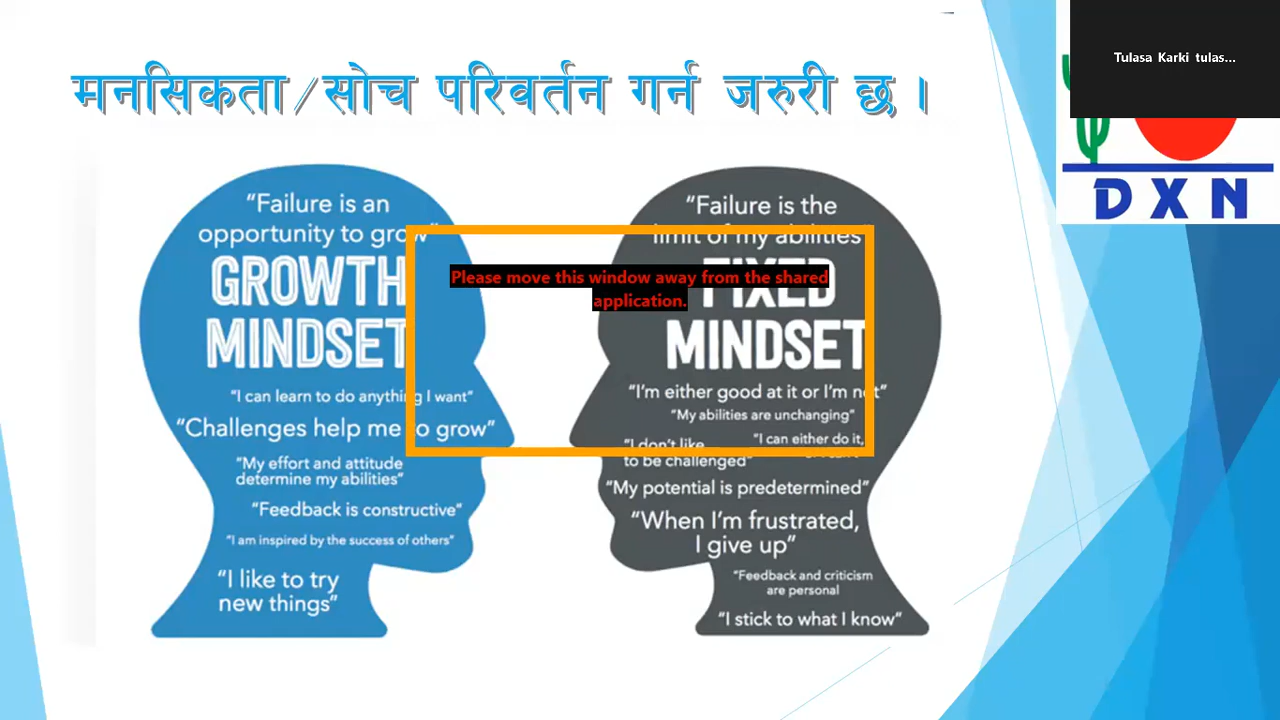 मनसिकता/सोच परिवर्तन गर्न जरुरी छ ।
Tulasa Karki tulas...
DXN
"Failure is an
opportunity to grow"
GROWTH
MINDSET
"I can learn to do anything I want"
"Challenges help me to grow"
"My effort and attitude
determine my abilities"
"Feedback is constructive"
"I am inspired by the success of others"
"I like to try
new things"
Please move this window away from the shared
application.
"Failure is the
limit of my abilities
FIXED
MINDSET
"I'm either good at it or I'm not"
"My abilities are unchanging"
"I don't like
to be challenged"
"I can either do it,
"My potential is predetermined"
"When I'm frustrated,
I give up"
"Feedback and criticism
are personal
"I stick to what I know"